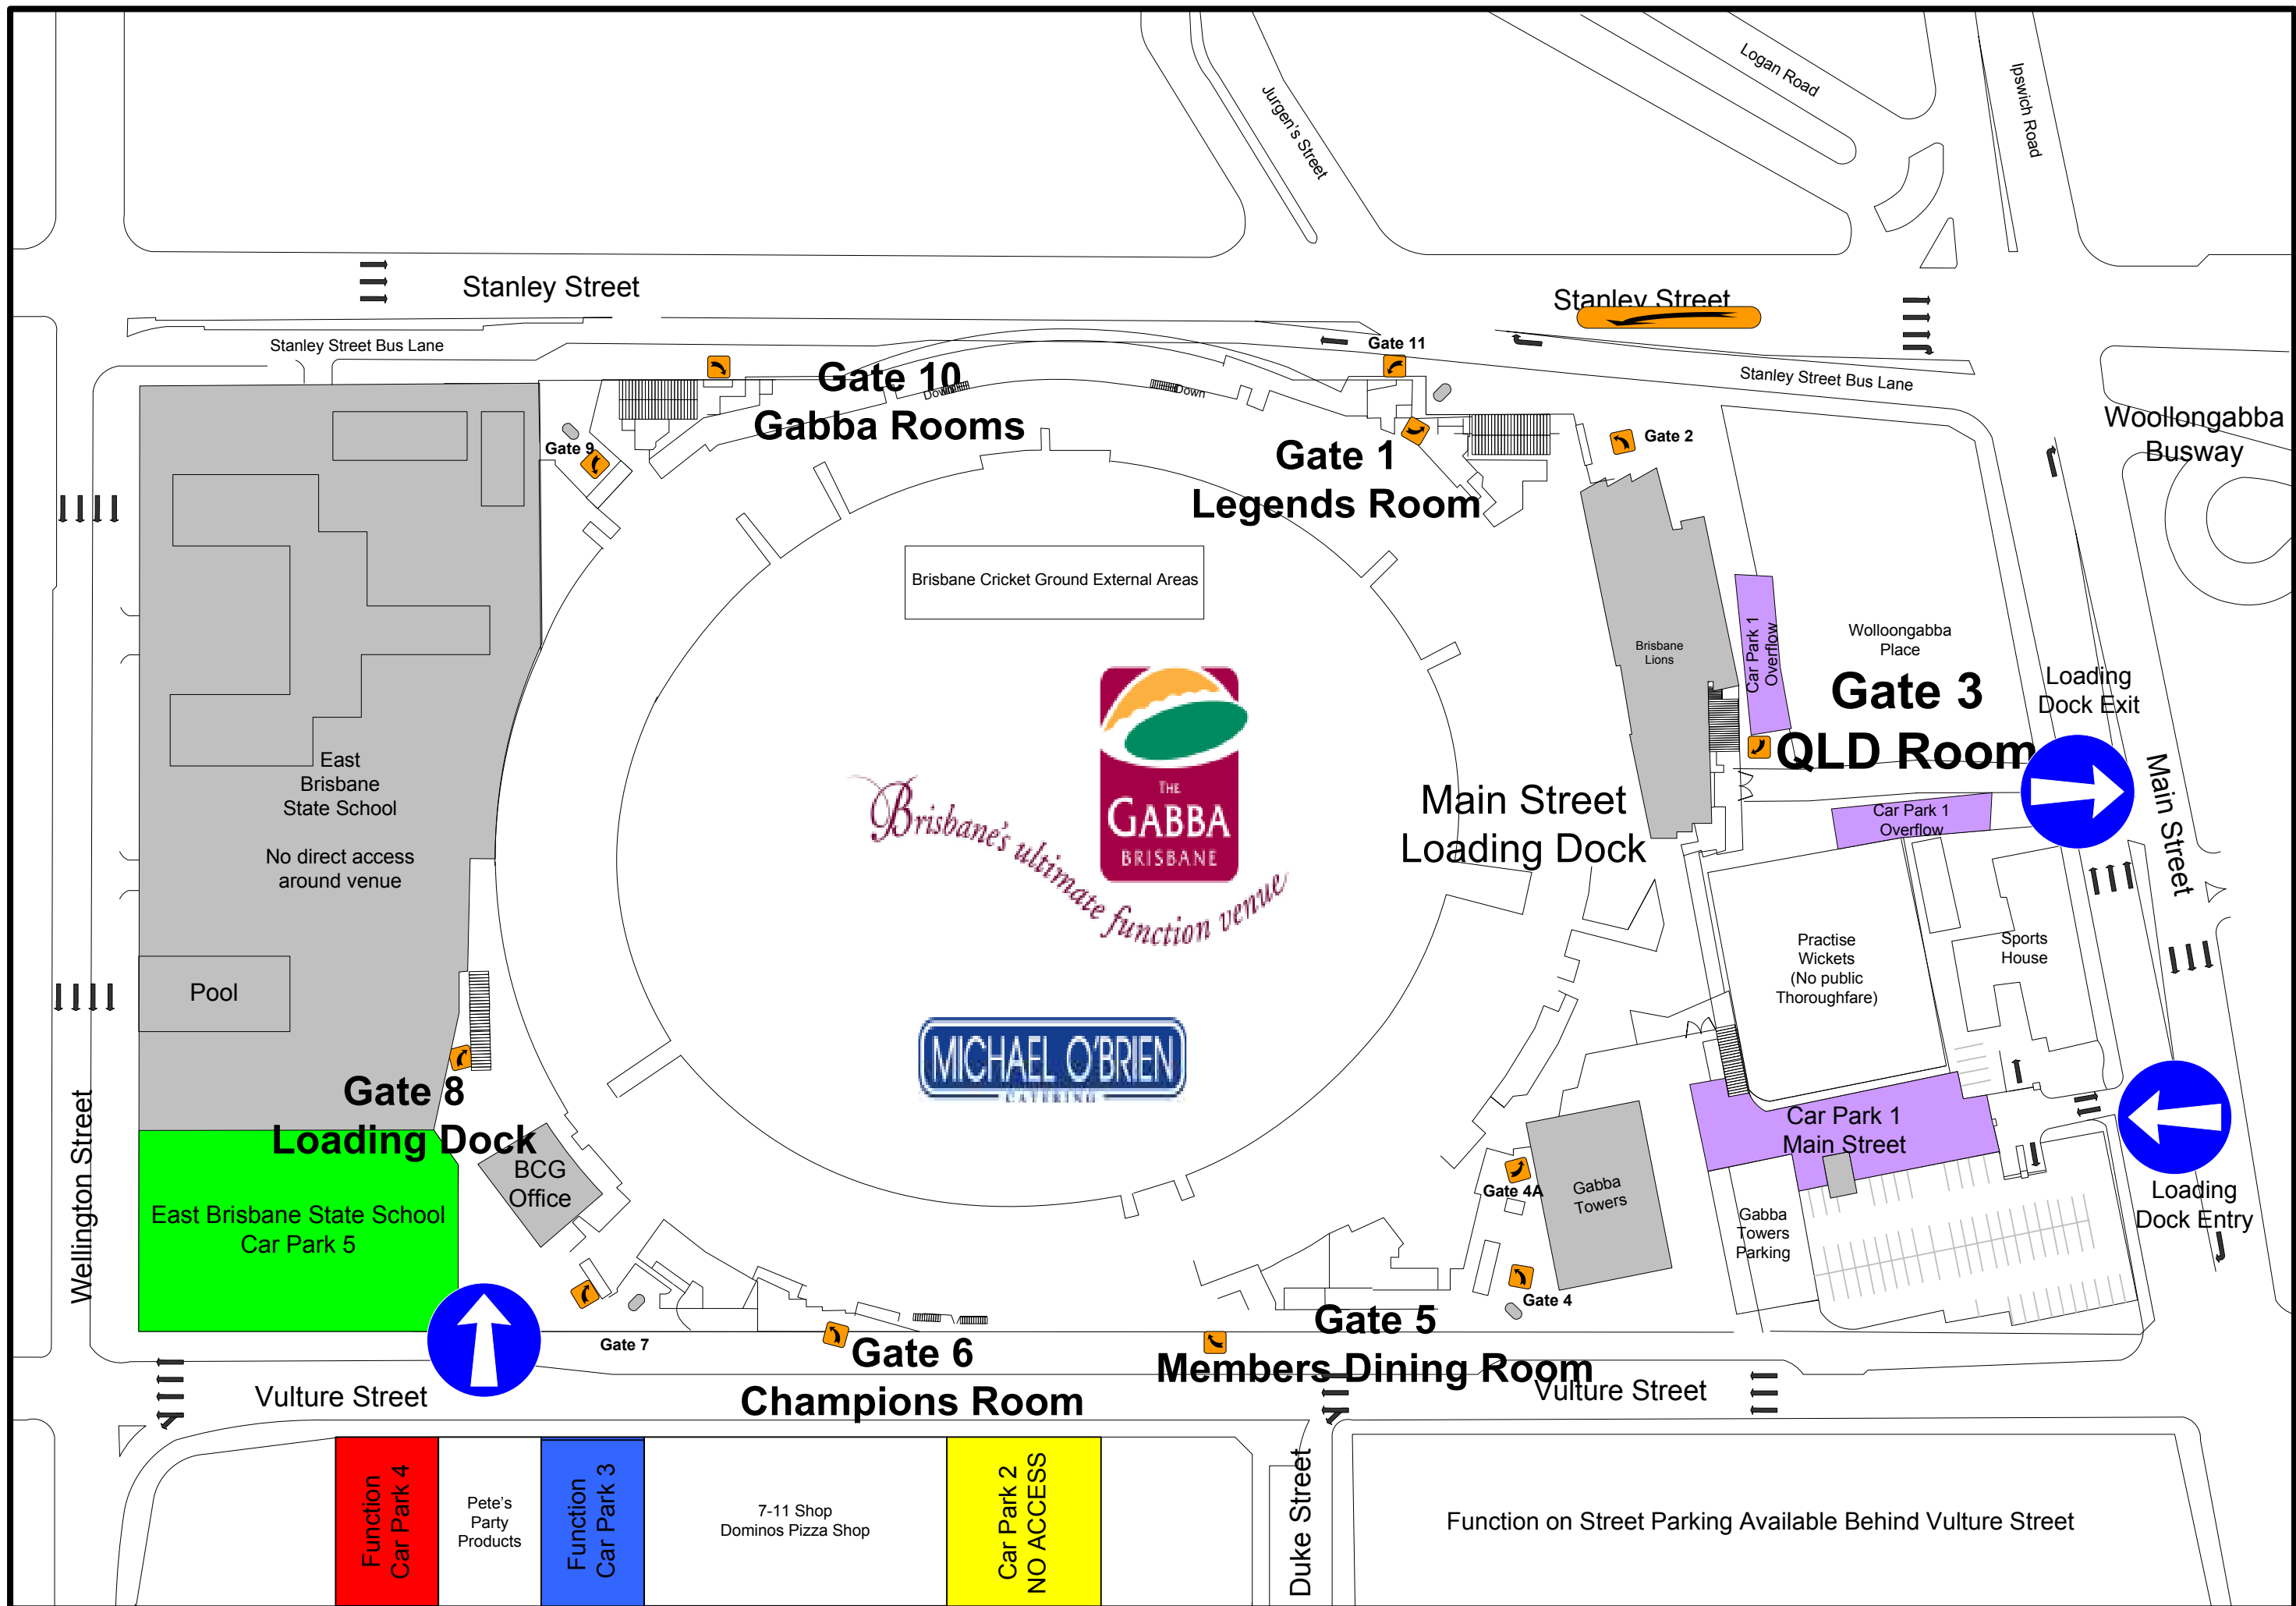 Logan Road
Ipswich Road
Jurgen's Street
Stanley Street
Stanley Street
Stanley Street Bus Lane
Gate 11
Stanley Street Bus Lane
Gate 10
Gabba Rooms
Down
Down
Gate 9
Gate 1
Legends Room
Gate 2
Woollongabba
Busway
Brisbane Cricket Ground External Areas
Brisbane
Lions
Car Park 1
Overflow
Wolloongabba
Place
Gate 3
QLD Room
Loading
Dock Exit
Main Street
East
Brisbane
State School
No direct access
around venue
THE
GABBA
BRISBANE
Brisbane's ultimate function venue
Main Street
Loading Dock
Car Park 1
Overflow
Practise
Wickets
(No public
Thoroughfare)
Sports
House
Pool
MICHAEL O'BRIEN
CATERING
Gate 8
Loading Dock
Wellington Street
BCG
Office
East Brisbane State School
Car Park 5
Car Park 1
Main Street
Gate 4A
Gabba
Towers
Gabba
Towers
Parking
Loading
Dock Entry
Gate 4
Gate 7
Gate 6
Champions Room
Gate 5
Members Dining Room
Vulture Street
Vulture Street
Function
Car Park 4
Pete's
Party
Products
Function
Car Park 3
7-11 Shop
Dominos Pizza Shop
Car Park 2
NO ACCESS
Duke Street
Function on Street Parking Available Behind Vulture Street